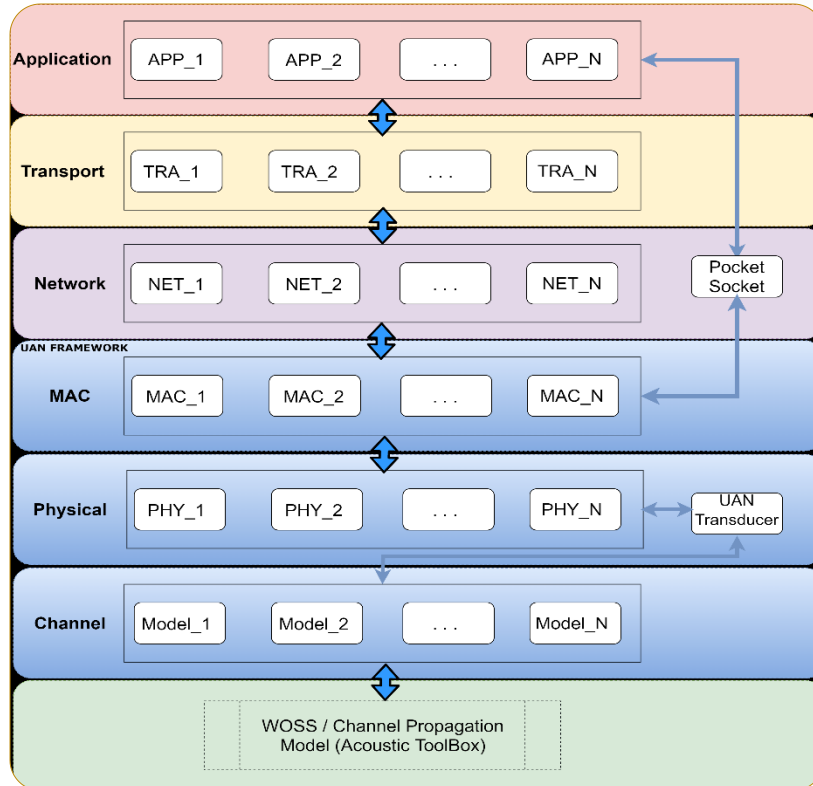 Application
APP_1
APP_2
. . .
APP_N
Transport
TRA_1
TRA_2
. . .
TRA_N
Network
NET_1
NET_2
. . .
NET_N
Pocket
Socket
UAN FRAMEWORK
MAC
MAC_1
MAC_2
. . .
MAC_N
Physical
PHY_1
PHY_2
. . .
PHY_N
UAN
Transducer
Channel
Model_1
Model_2
. . .
Model_N
WOSS / Channel Propagation
Model (Acoustic ToolBox)